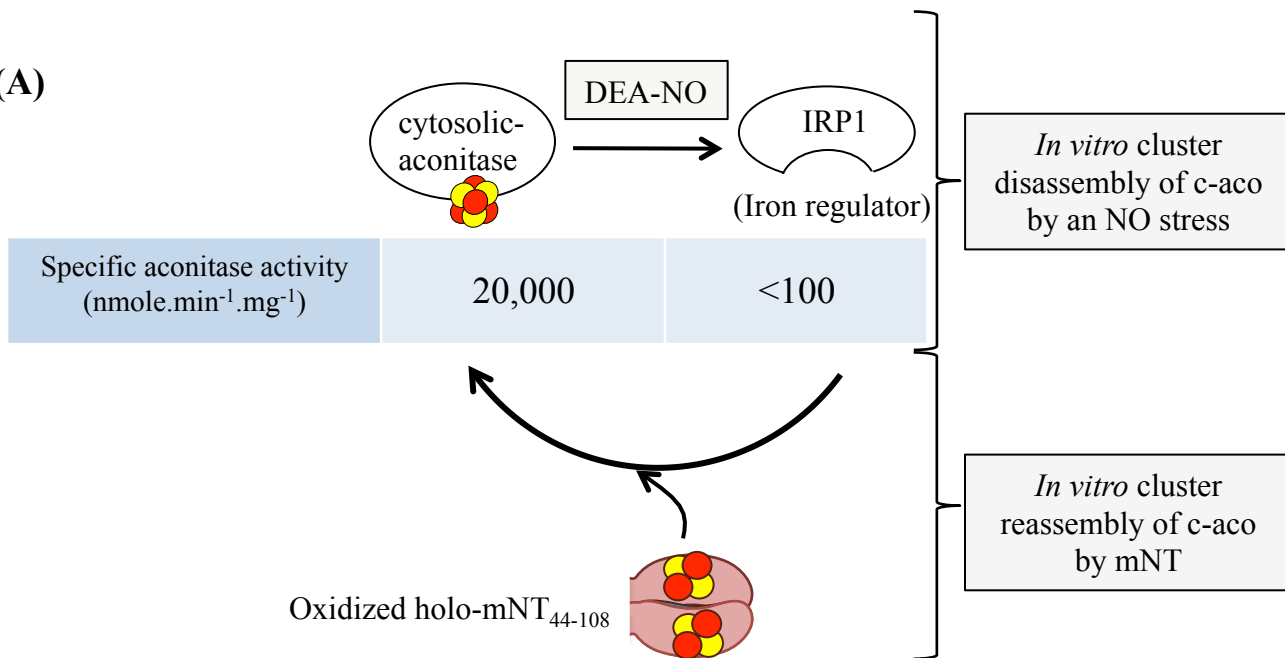 (A)
DEA-NO
cytosolic-
aconitase
IRP1
(Iron regulator)
In vitro cluster
disassembly of c-aco
by an NO stress
Specific aconitase activity
(nmole.min⁻¹.mg⁻¹)
20,000
<100
In vitro cluster
reassembly of c-aco
by mNT
Oxidized holo-mNT₄₄₋₁₀₈